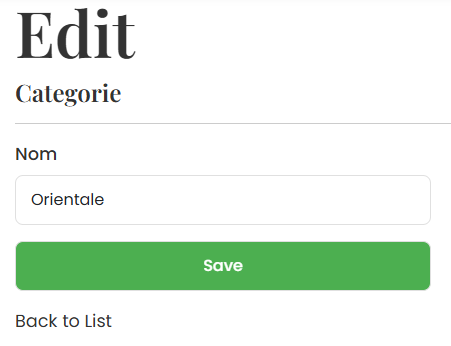 Edit
Categorie
Nom
Orientale
Save
Back to List